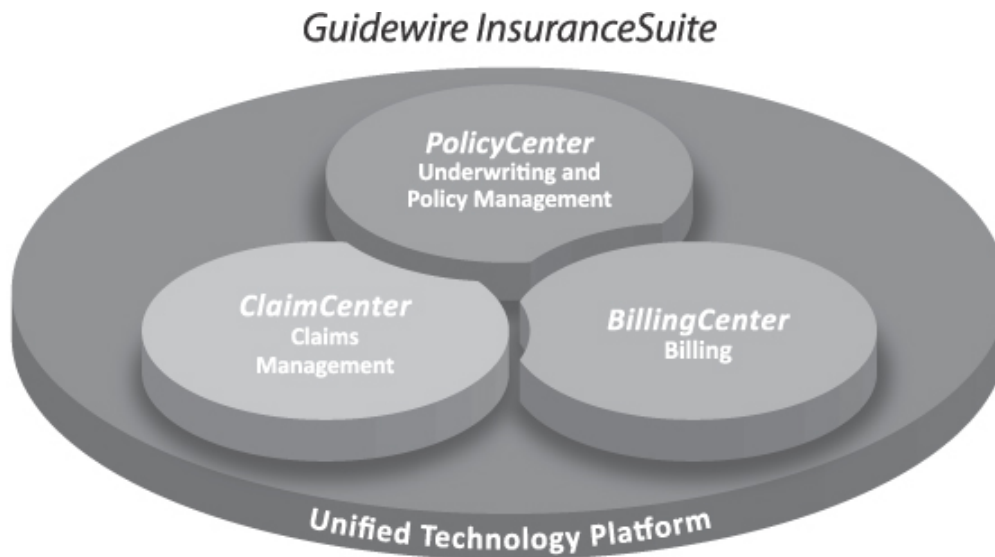 Guidewire InsuranceSuite
PolicyCenter
Underwriting and
Policy Management
ClaimCenter
Claims
Management
BillingCenter
Billing
Unified Technology Platform